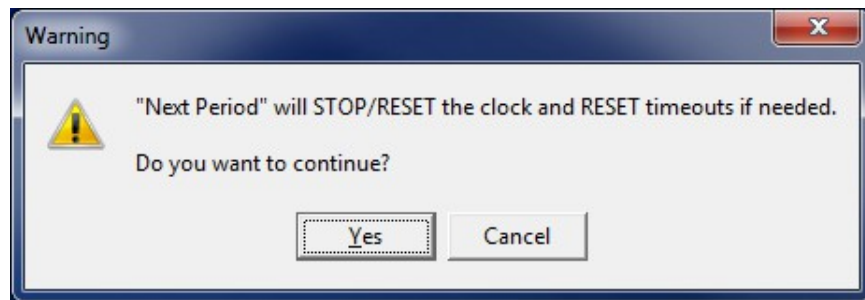 Warning
"Next Period" will STOP/RESET the clock and RESET timeouts if needed.
Do you want to continue?
Yes
Cancel